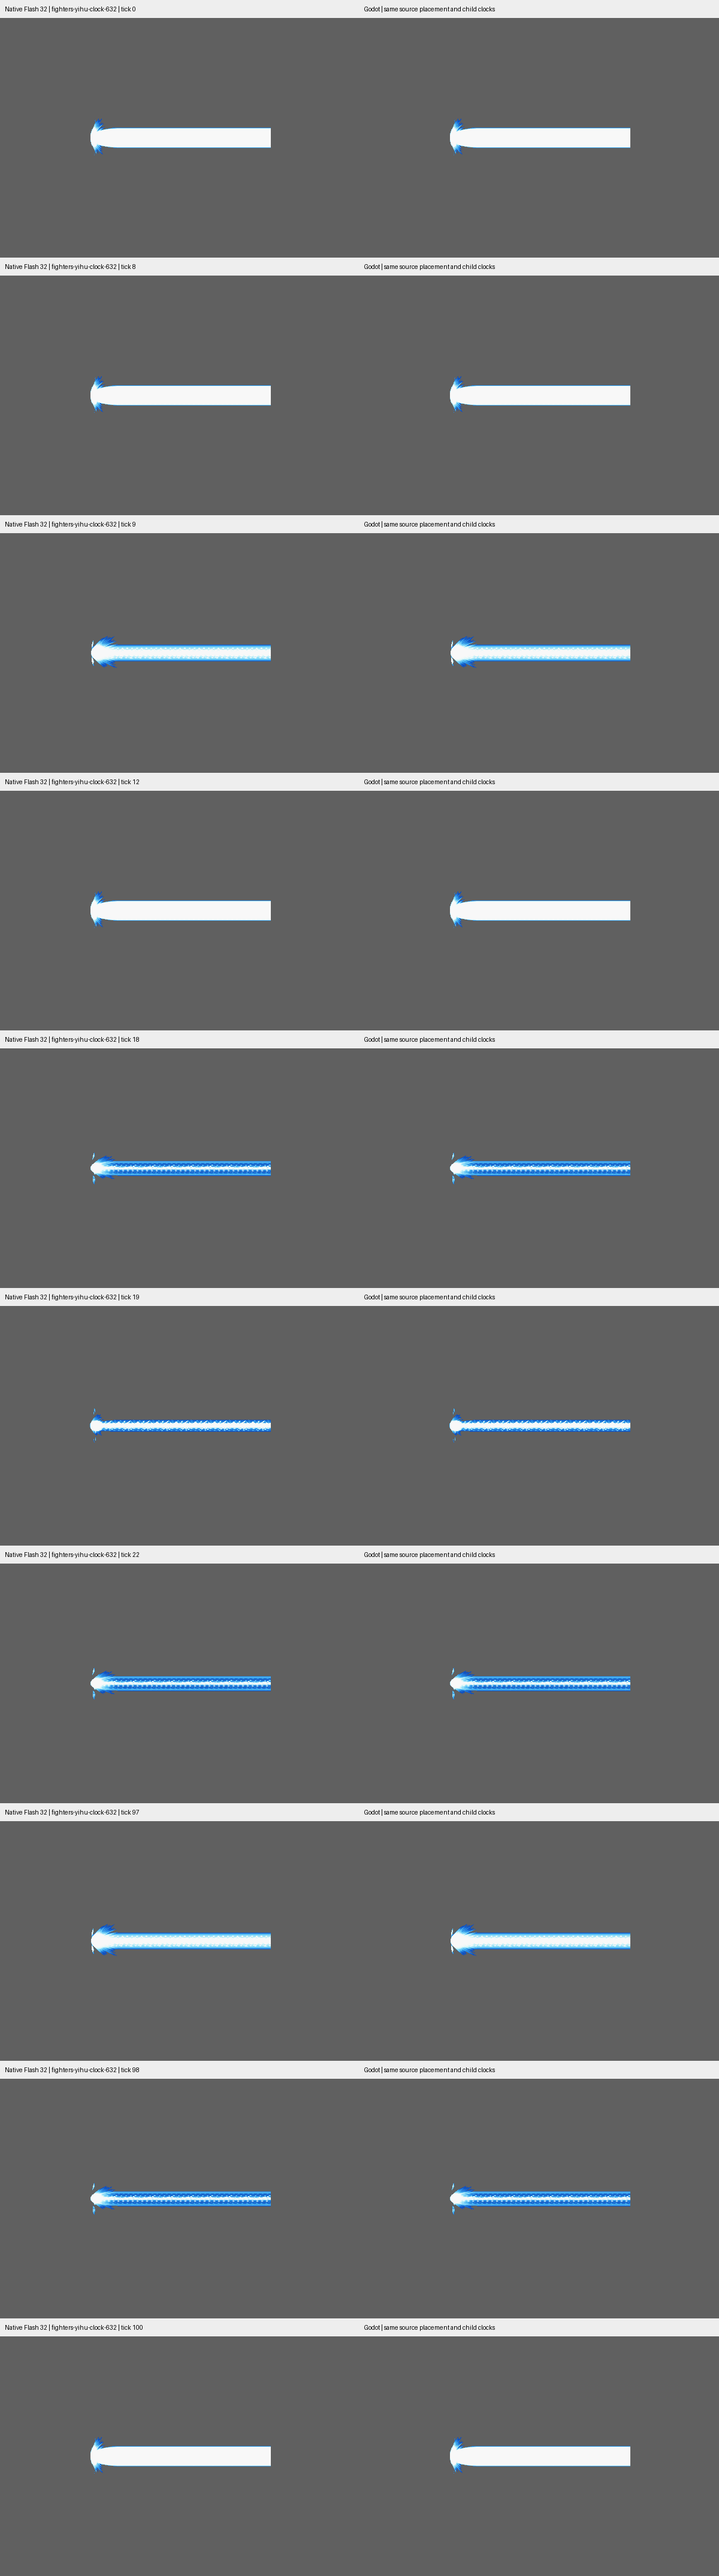 Native Flash 32 | fighters-yihu-clock-632 | tick 0
Godot | same source placement and child clocks
Native Flash 32 | fighters-yihu-clock-632 | tick 8
Godot | same source placement and child clocks
Native Flash 32 | fighters-yihu-clock-632 | tick 9
Godot | same source placement and child clocks
Native Flash 32 | fighters-yihu-clock-632 | tick 12
Godot | same source placement and child clocks
Native Flash 32 | fighters-yihu-clock-632 | tick 18
Godot | same source placement and child clocks
Native Flash 32 | fighters-yihu-clock-632 | tick 19
Godot | same source placement and child clocks
Native Flash 32 | fighters-yihu-clock-632 | tick 22
Godot | same source placement and child clocks
Native Flash 32 | fighters-yihu-clock-632 | tick 97
Godot | same source placement and child clocks
Native Flash 32 | fighters-yihu-clock-632 | tick 98
Godot | same source placement and child clocks
Native Flash 32 | fighters-yihu-clock-632 | tick 100
Godot | same source placement and child clocks